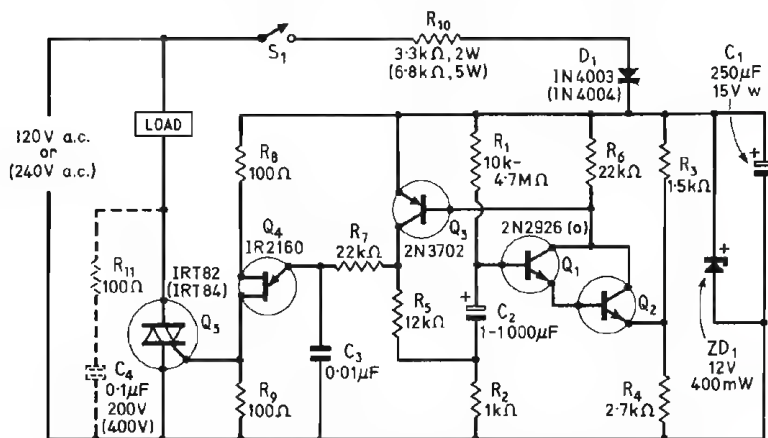 120V a.c.
or
(240V a.c.)
S1
R10
3.3kΩ, 2W
(6.8kΩ, 5W)
D1
IN4003
(IN4004)
C1
250μF
15V w
+
LOAD
R8
100Ω
R1
10k–
4.7MΩ
R6
22kΩ
R3
1.5kΩ
R11
100Ω
IRT82
(IRT84)
Q5
Q4
IR2160
R7
22kΩ
Q3
2N3702
2N2926 (o)
Q1
Q2
+
R5
12kΩ
+
C2
1-1000μF
ZD1
12V
400mW
C4
0.1μF
200V
(400V)
R9
100Ω
C3
0.01μF
R2
1kΩ
R4
2.7kΩ